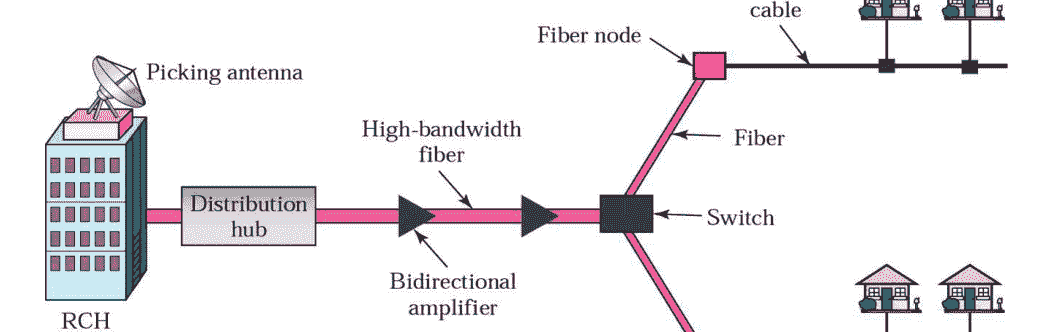 cable
Fiber node
Picking antenna
High-bandwidth
fiber
Fiber
Distribution
hub
Switch
Bidirectional
amplifier
RCH